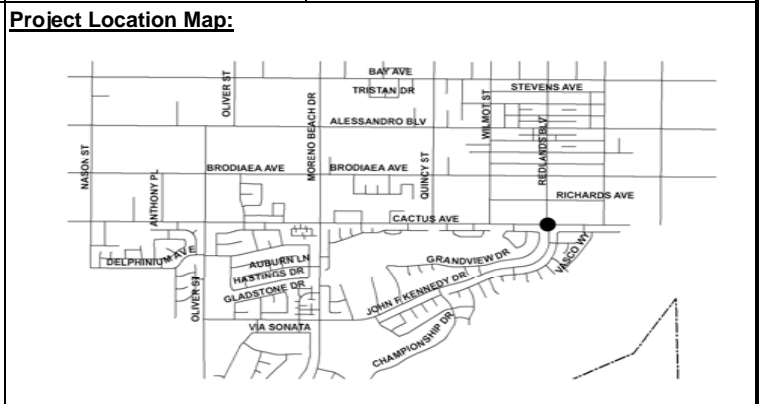 Project Location Map:
BAY AVE
TRISTAN DR
STEVENS AVE
OLIVER ST
MORENO BEACH DR
WILMOT ST
ALESSANDRO BLV
REDLANDS BLV
NASON ST
BRODIAEA AVE
BRODIAEA AVE
QUINCY ST
ANTHONY PL
RICHARDS AVE
CACTUS AVE
DELPHINIUM AVE
AUBURN LN
GRANDVIEW DR
VASCO WY
HASTINGS DR
OLIVER ST
GLADSTONE DR
JOHN F KENNEDY DR
VIA SONATA
CHAMPIONSHIP DR